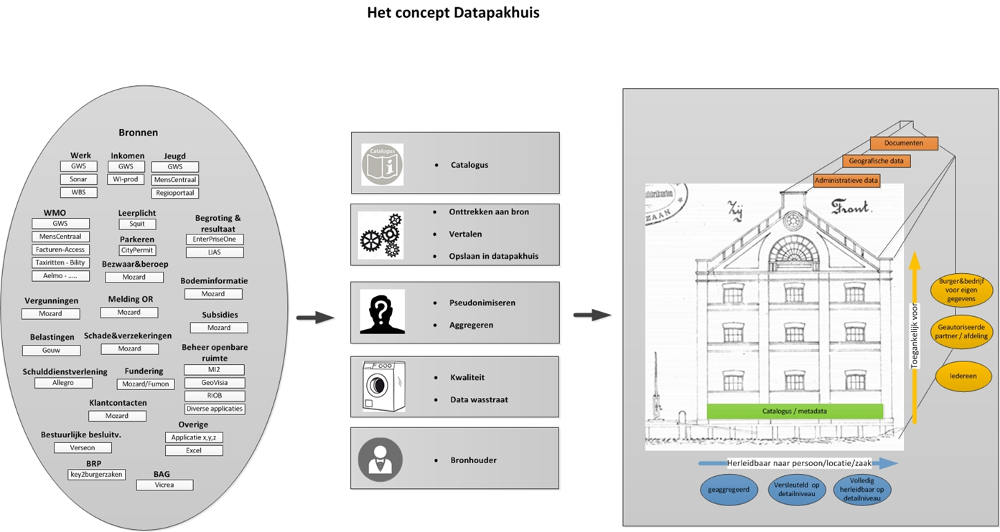 Het concept Datapakhuis
Bronnen
Werk
GWS
Sonar
WBS
Inkomen
GWS
WI-prod
Jeugd
GWS
MensCentraal
Regioportaal
WMO
GWS
MensCentraal
Facturen-Access
Taxiritten - Bility
Aelmo - .....
Leerplicht
Squit
Parkeren
CityPermit
Bezwaar&beroep
Mozard
Begroting &
resultaat
EnterPriseOne
LIAS
Bodeminformatie
Mozard
Vergunningen
Mozard
Melding OR
Mozard
Subsidies
Mozard
Belastingen
Gouw
Schade&verzekeringen
Mozard
Beheer openbare
ruimte
MI2
GeoVisia
RIOB
Diverse applicaties
Schulddienstverlening
Allegro
Fundering
Mozard/Fumon
Klantcontacten
Mozard
Overige
Applicatie x,y,z
Excel
Bestuurlijke besluitv.
Verseon
BRP
key2burgerzaken
BAG
Vicrea
Catalogus
• Catalogus
• Onttrekken aan bron
• Vertalen
• Opslaan in datapakhuis
• Pseudonimiseren
• Aggregeren
• Kwaliteit
• Data wasstraat
• Bronhouder
Documenten
Geografische data
Administratieve data
ZAAN
Zij
Front.
Catalogus / metadata
Toegankelijk voor
Burger&bedrijf
voor eigen
gegevens
Geautoriseerde
partner / afdeling
Iedereen
Herleidbaar naar persoon/locatie/zaak
geaggregeerd
Versleuteld op
detailniveau
Volledig
herleidbaar op
detailniveau